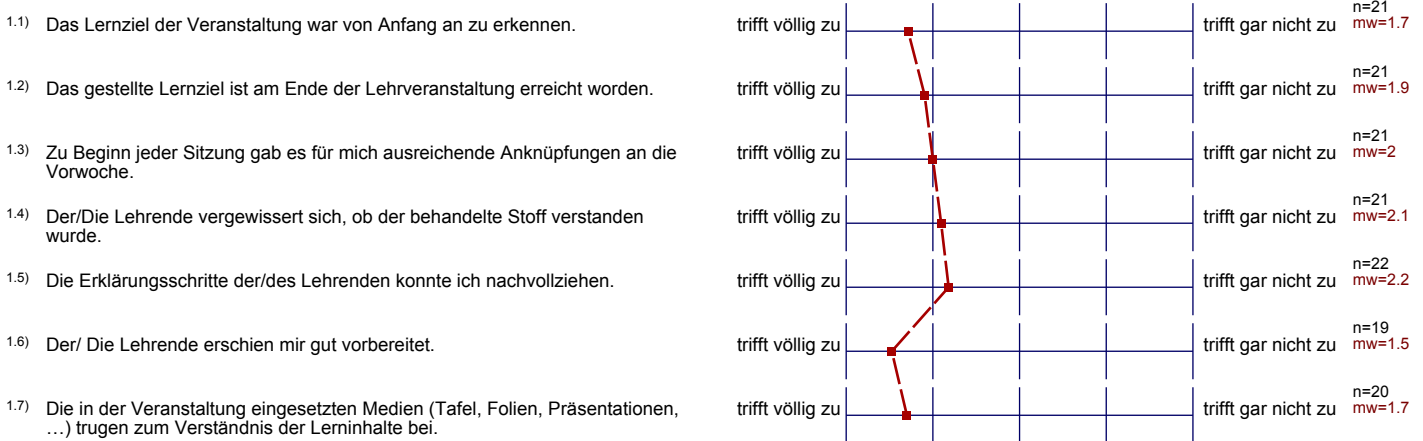 1.1) Das Lernziel der Veranstaltung war von Anfang an zu erkennen. trifft völlig zu trifft gar nicht zu n=21
mw=1.7
1.2) Das gestellte Lernziel ist am Ende der Lehrveranstaltung erreicht worden. trifft völlig zu trifft gar nicht zu n=21
mw=1.9
1.3) Zu Beginn jeder Sitzung gab es für mich ausreichende Anknüpfungen an die
Vorwoche. trifft völlig zu trifft gar nicht zu n=21
mw=2
1.4) Der/Die Lehrende vergewissert sich, ob der behandelte Stoff verstanden
wurde. trifft völlig zu trifft gar nicht zu n=21
mw=2.1
1.5) Die Erklärungsschritte der/des Lehrenden konnte ich nachvollziehen. trifft völlig zu trifft gar nicht zu n=22
mw=2.2
1.6) Der/ Die Lehrende erschien mir gut vorbereitet. trifft völlig zu trifft gar nicht zu n=19
mw=1.5
1.7) Die in der Veranstaltung eingesetzten Medien (Tafel, Folien, Präsentationen,
…) trugen zum Verständnis der Lerninhalte bei. trifft völlig zu trifft gar nicht zu n=20
mw=1.7